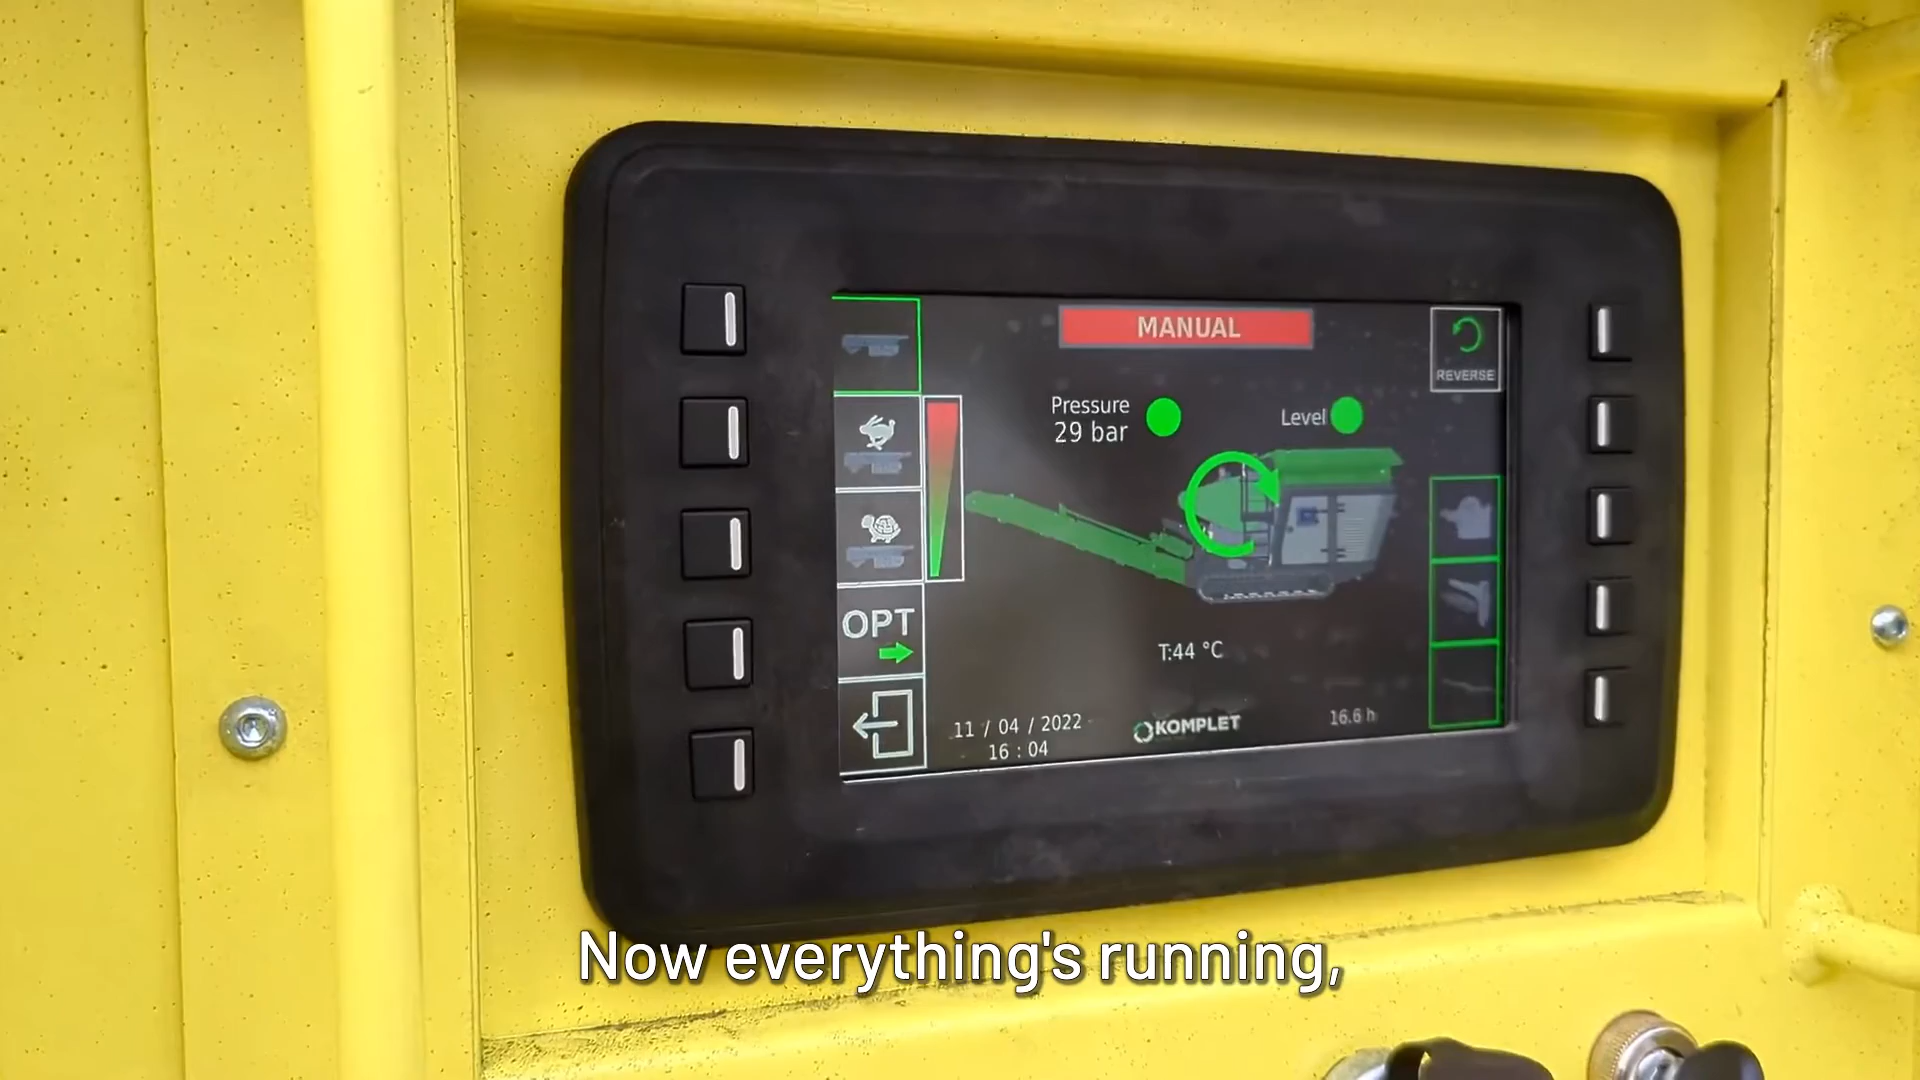 MANUAL
REVERSE
Pressure
29 bar
Level
OPT
T:44 °C
11 / 04 / 2022
16 : 04
KOMPLET
16.6 h
Now everything's running,